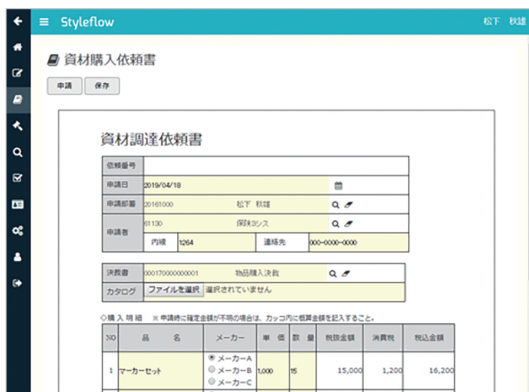 Styleflow 松下 秋雄
資材購入依頼書
申請 保存
資材調達依頼書
依頼番号
申請日 2019/04/18
申請部署 20161000 松下 秋雄
申請者 61130 保険3シス
内線 1264 連絡先 000-0000-0000
決裁書 000170000000001 物品購入決裁
カタログ ファイルを選択 選択されていません
◇購入明細 ※申請時に確定金額が不明の場合は、カッコ内に概算金額を記入すること。
NO 品 名 メーカー 単 価 数 量 税抜金額 消費税 税込金額
メーカーA
1 マーカーセット メーカーB 1,000 15 15,000 1,200 16,200
メーカーC